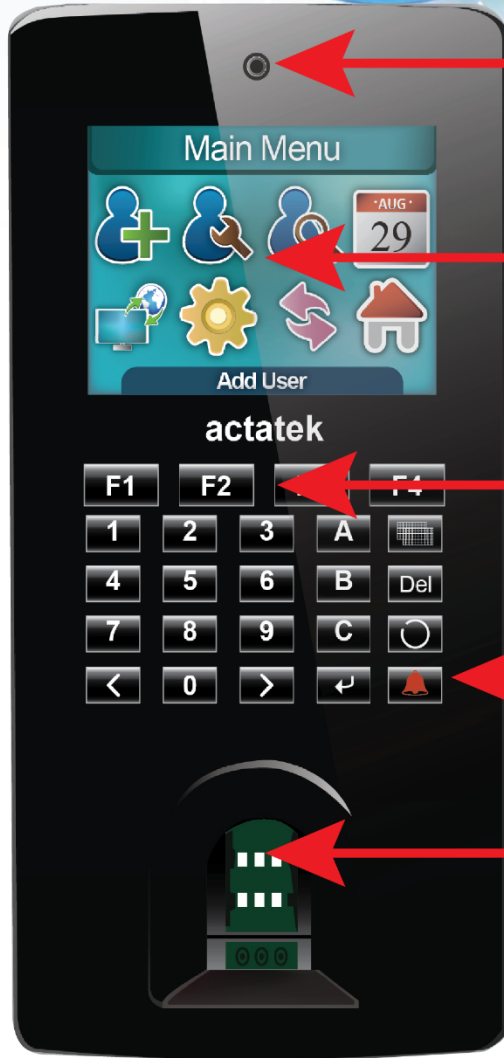 Main Menu
AUG
29
Add User
actatek
F1 F2 F4
1 2 3 A
4 5 6 B Del
7 8 9 C
< 0 >